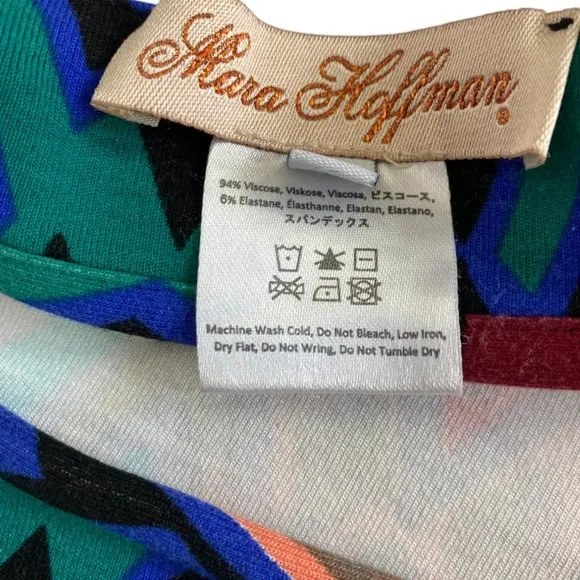 Mara Hoffman®
94% Viscose, Viskose, Viscosa, ビスコース.
6% Elastane, Élasthanne, Elastan, Elastano,
スパンデックス
Machine Wash Cold, Do Not Bleach, Low Iron,
Dry Flat, Do Not Wring, Do Not Tumble Dry